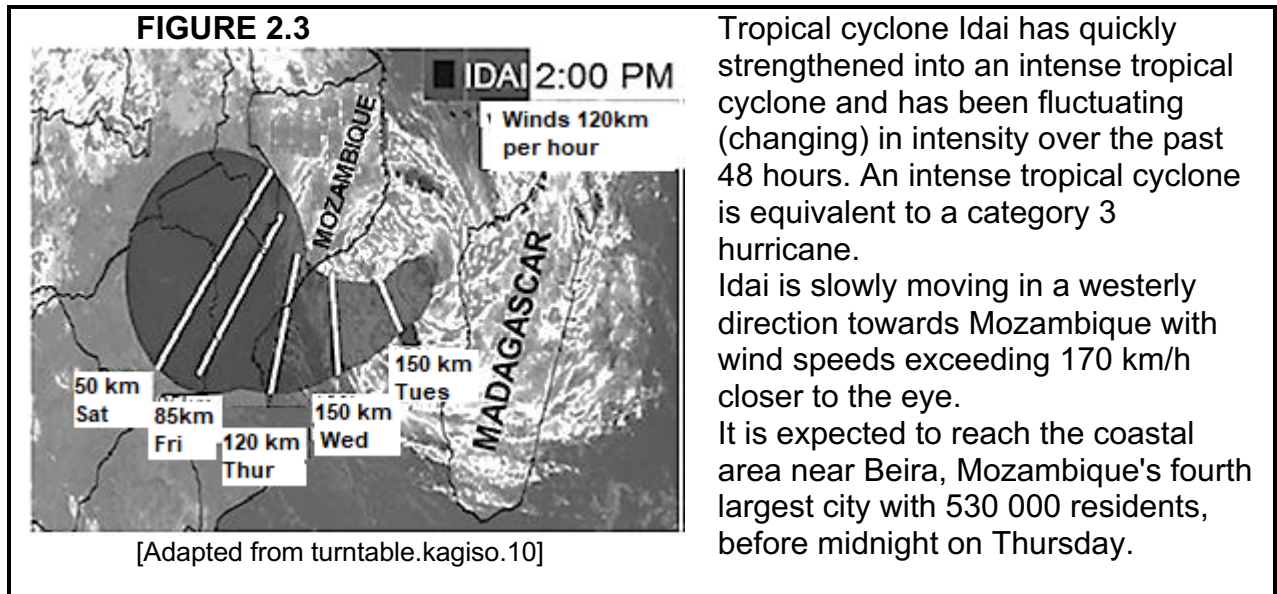 FIGURE 2.3
IDAI 2:00 PM
Winds 120km
per hour
MOZAMBIQUE
MADAGASCAR
50 km
Sat
85km
Fri
120 km
Thur
150 km
Wed
150 km
Tues
[Adapted from turntable.kagiso.10]
Tropical cyclone Idai has quickly
strengthened into an intense tropical
cyclone and has been fluctuating
(changing) in intensity over the past
48 hours. An intense tropical cyclone
is equivalent to a category 3
hurricane.
Idai is slowly moving in a westerly
direction towards Mozambique with
wind speeds exceeding 170 km/h
closer to the eye.
It is expected to reach the coastal
area near Beira, Mozambique's fourth
largest city with 530 000 residents,
before midnight on Thursday.